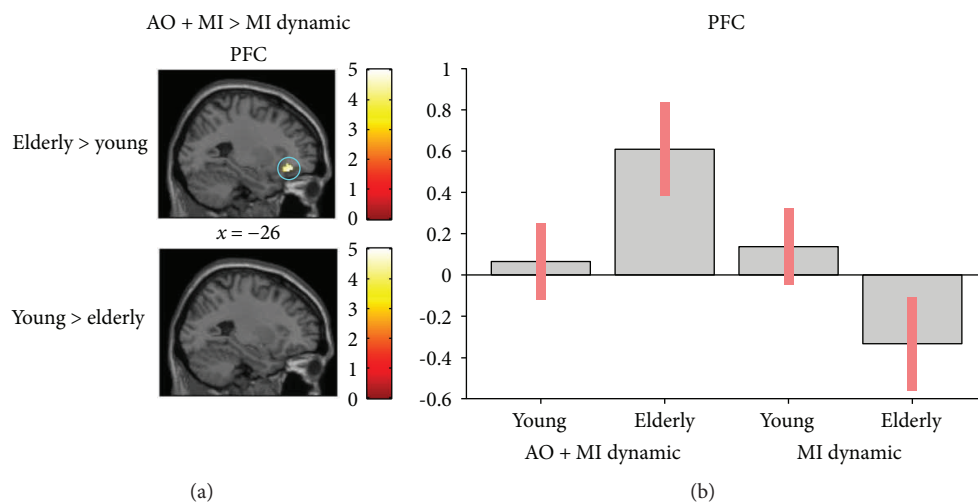 AO + MI > MI dynamic
PFC
Elderly > young
5
4
3
2
1
0
x = −26
Young > elderly
5
4
3
2
1
0
(a)
PFC
1
0.8
0.6
0.4
0.2
0
-0.2
-0.4
-0.6
Young Elderly Young Elderly
AO + MI dynamic MI dynamic
(b)